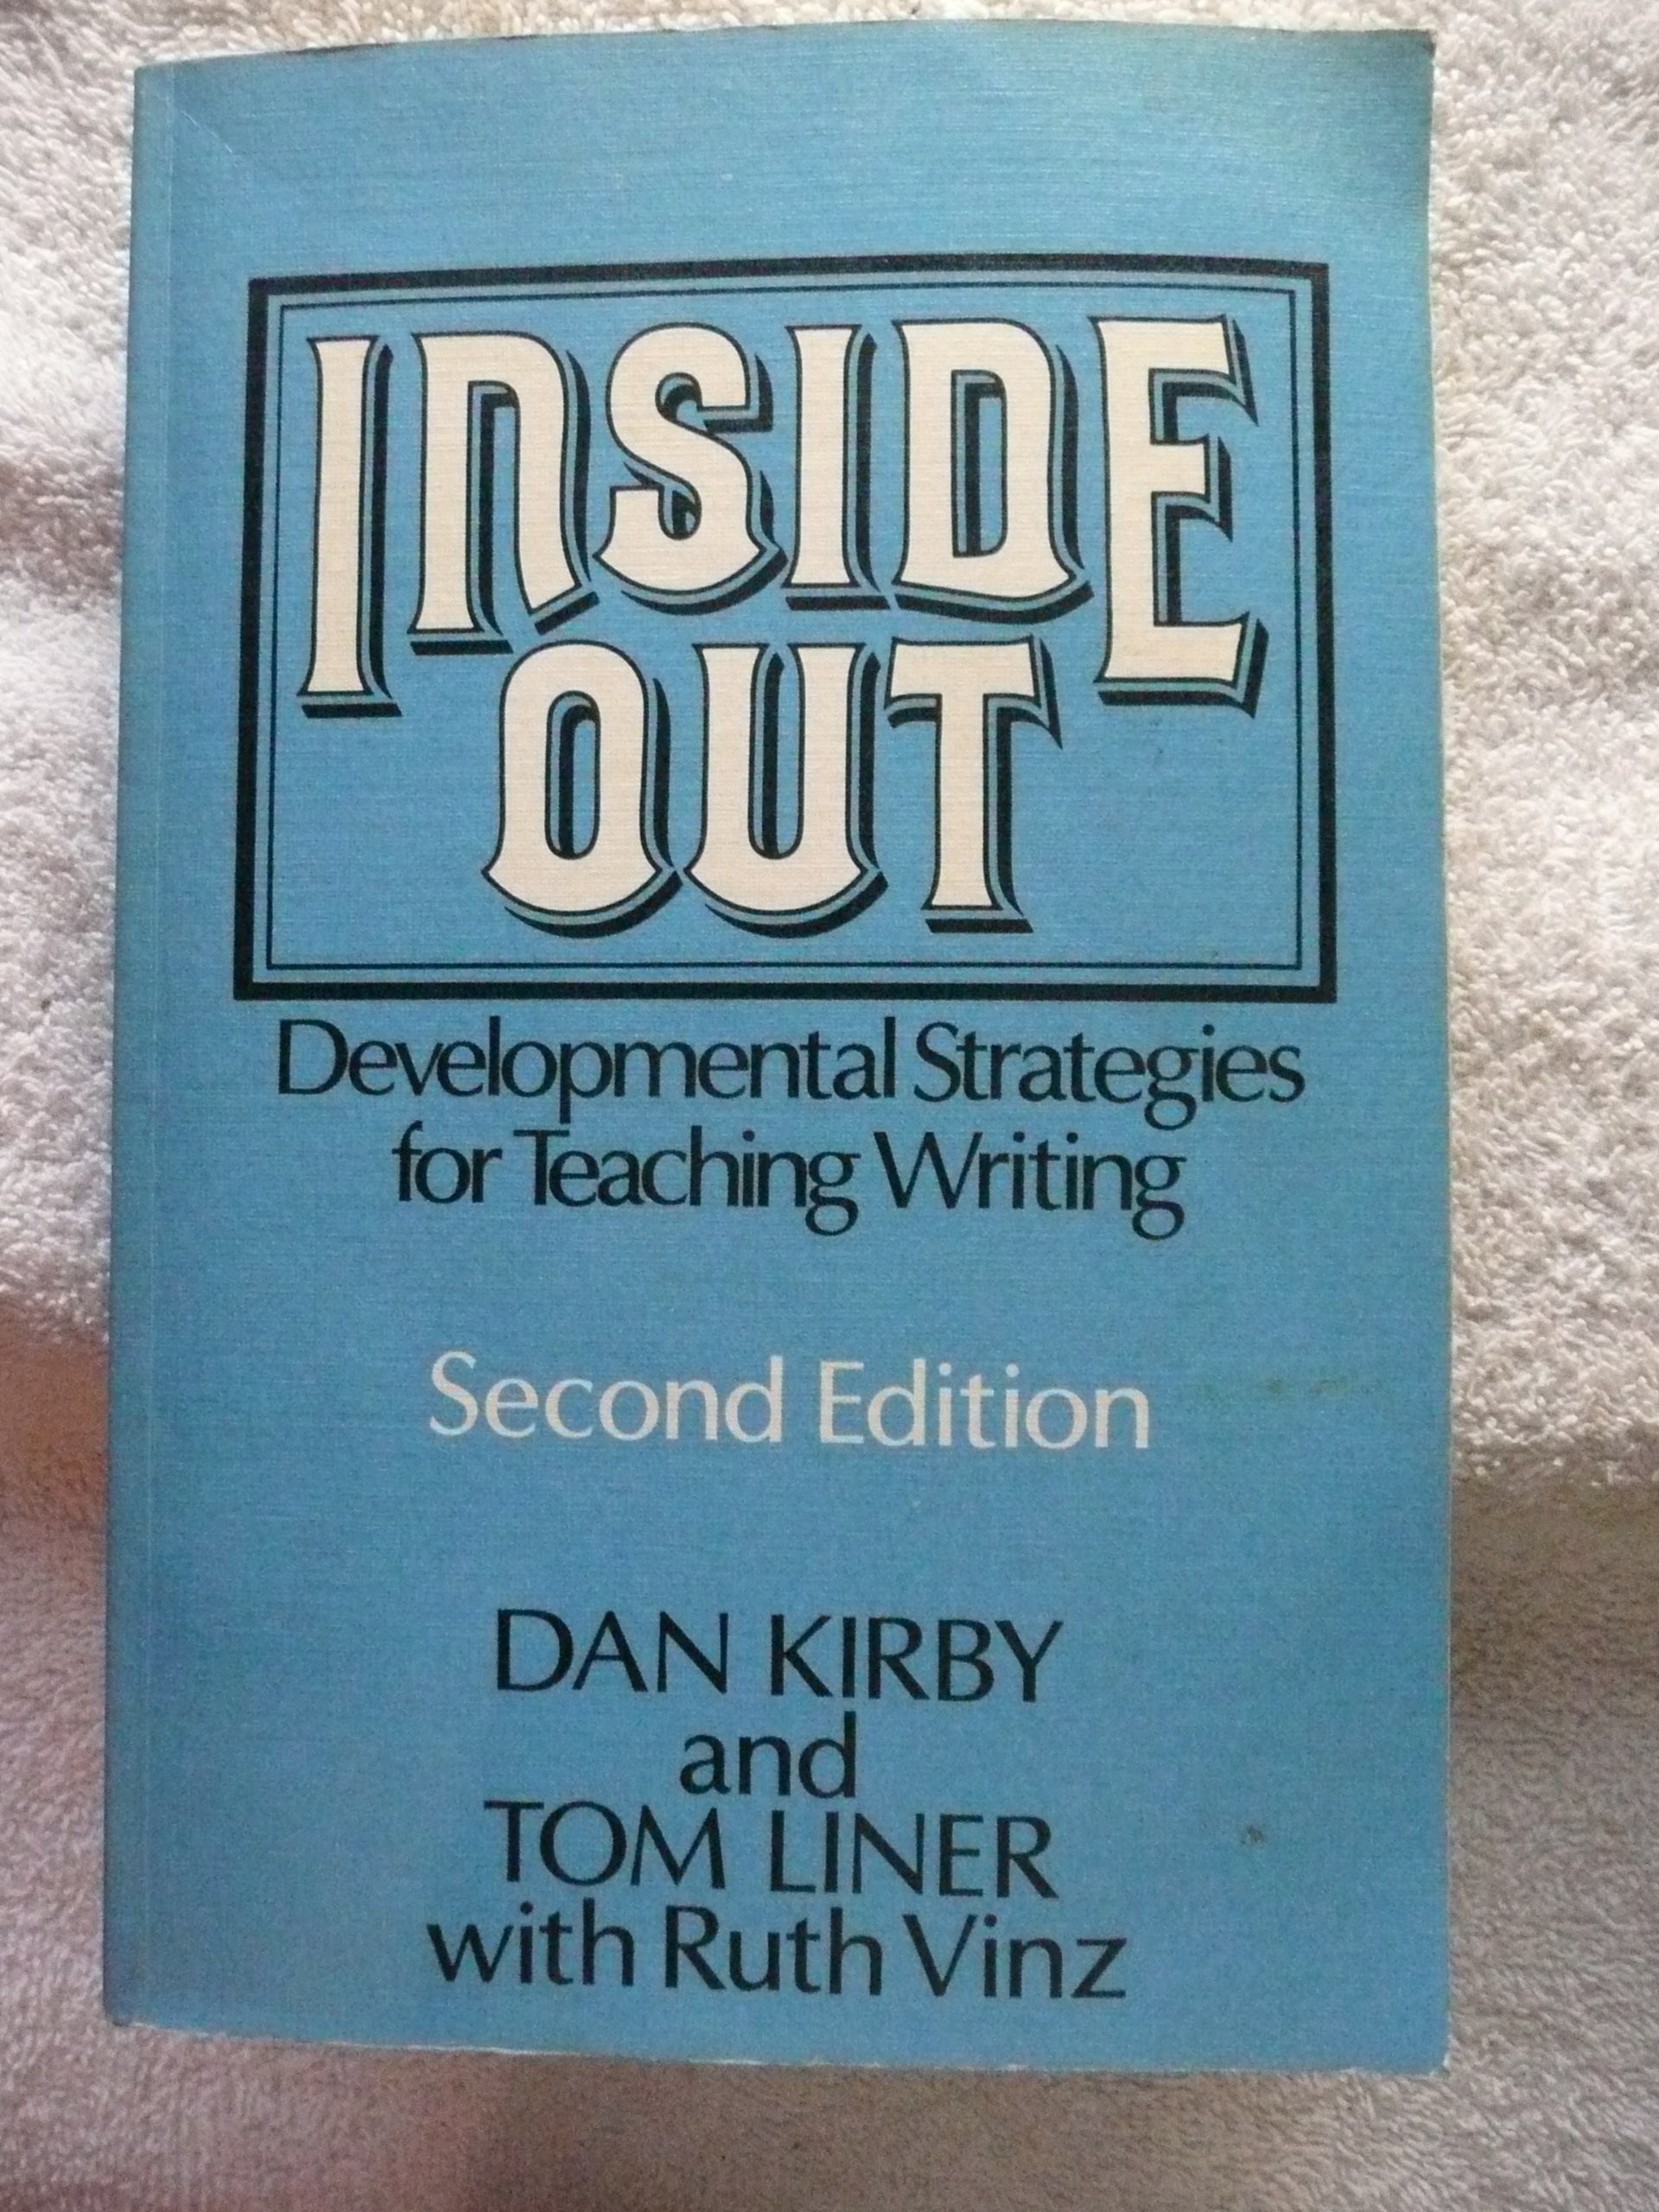 INSIDE
OUT
Developmental Strategies
for Teaching Writing
Second Edition
DAN KIRBY
and
TOM LINER
with Ruth Vinz